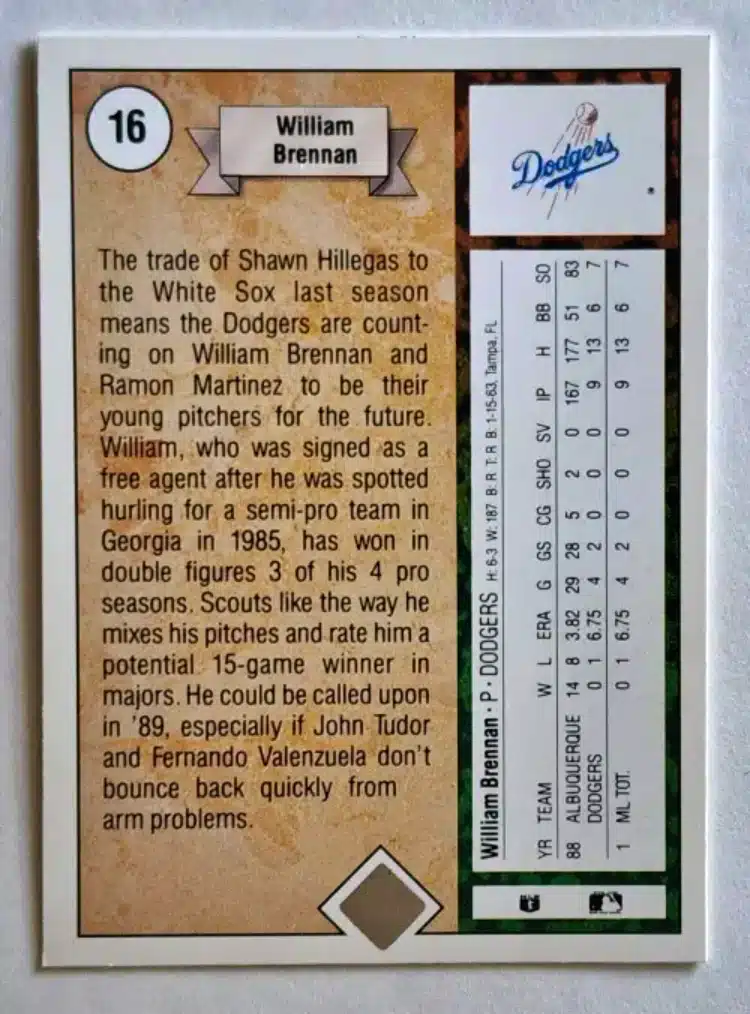 16
William
Brennan
The trade of Shawn Hillegas to
the White Sox last season
means the Dodgers are count-
ing on William Brennan and
Ramon Martinez to be their
young pitchers for the future.
William, who was signed as a
free agent after he was spotted
hurling for a semi-pro team in
Georgia in 1985, has won in
double figures 3 of his 4 pro
seasons. Scouts like the way he
mixes his pitches and rate him a
potential 15-game winner in
majors. He could be called upon
in '89, especially if John Tudor
and Fernando Valenzuela don't
bounce back quickly from
arm problems.
Dodgers
William Brennan · P · DODGERS H: 6-3 W: 187 B: R T: R B: 1-15-63, Tampa, FL
YR TEAM W L ERA G GS CG SHO SV IP H BB SO
88 ALBUQUERQUE 14 8 3.82 29 28 5 2 0 167 177 51 83
DODGERS 0 1 6.75 4 2 0 0 0 9 13 6 7
1 ML TOT. 0 1 6.75 4 2 0 0 0 9 13 6 7